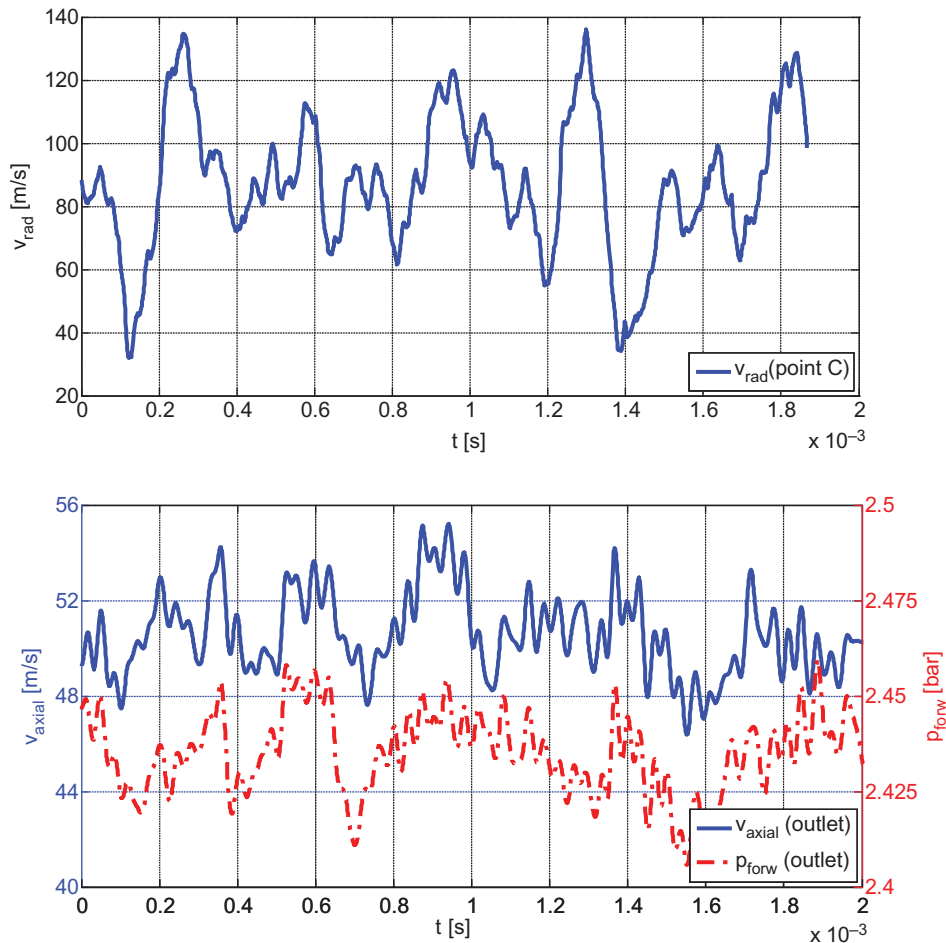 140
120
100
80
60
40
20
v_rad [m/s]
0 0.2 0.4 0.6 0.8 1 1.2 1.4 1.6 1.8 2
t [s]
x 10⁻³
v_rad(point C)
56
52
48
44
40
v_axial [m/s]
2.5
2.475
2.45
2.425
2.4
p_forw [bar]
0 0.2 0.4 0.6 0.8 1 1.2 1.4 1.6 1.8 2
t [s]
x 10⁻³
v_axial (outlet)
p_forw (outlet)